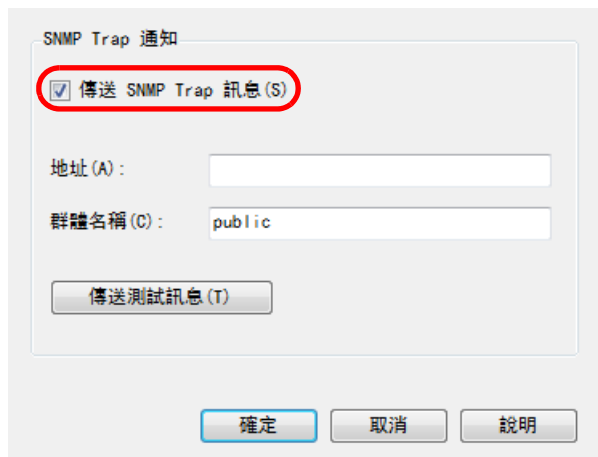 SNMP Trap 通知
傳送 SNMP Trap 訊息(S)
地址(A):
群體名稱(C): public
傳送測試訊息(T)
確定 取消 說明